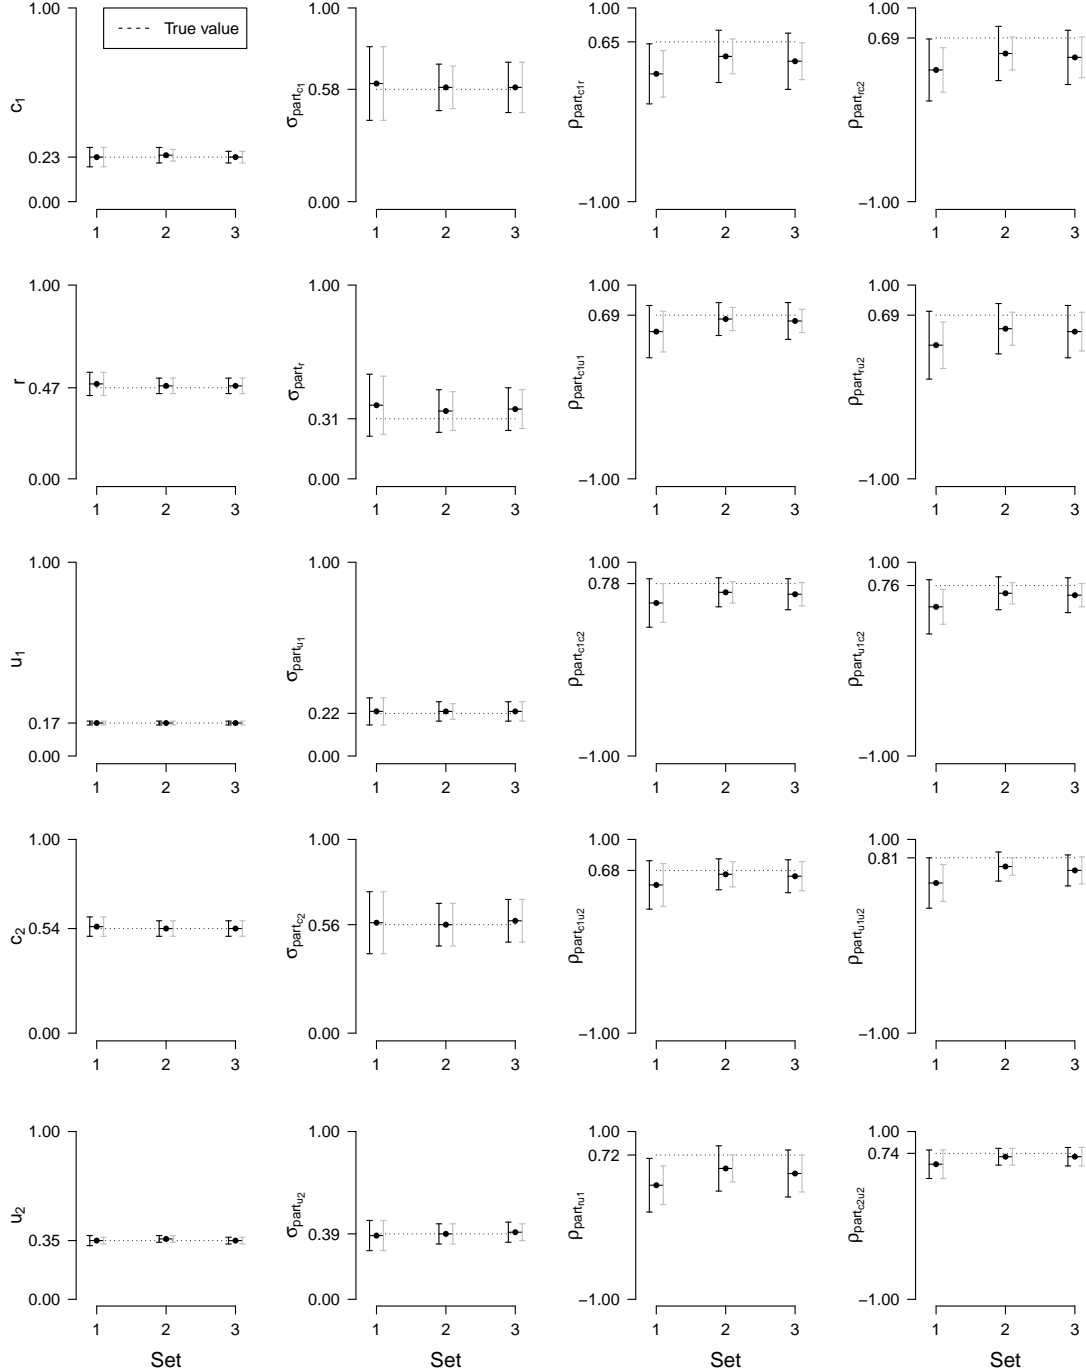 True value
c1
1.00
0.23
0.00
1 2 3
σpartc1
1.00
0.58
0.00
1 2 3
ρpartc1r
1.00
0.65
−1.00
1 2 3
ρpartrc2
1.00
0.69
−1.00
1 2 3
r
1.00
0.47
0.00
1 2 3
σpartr
1.00
0.31
0.00
1 2 3
ρpartc1u1
1.00
0.69
−1.00
1 2 3
ρpartru2
1.00
0.69
−1.00
1 2 3
u1
1.00
0.17
0.00
1 2 3
σpartu1
1.00
0.22
0.00
1 2 3
ρpartc1c2
1.00
0.78
−1.00
1 2 3
ρpartu1c2
1.00
0.76
−1.00
1 2 3
c2
1.00
0.54
0.00
1 2 3
σpartc2
1.00
0.56
0.00
1 2 3
ρpartc1u2
1.00
0.68
−1.00
1 2 3
ρpartu1u2
1.00
0.81
−1.00
1 2 3
u2
1.00
0.35
0.00
1 2 3
Set
σpartu2
1.00
0.39
0.00
1 2 3
Set
ρpartru1
1.00
0.72
−1.00
1 2 3
Set
ρpartc2u2
1.00
0.74
−1.00
1 2 3
Set